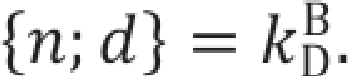 {n; d} = k_D^B.